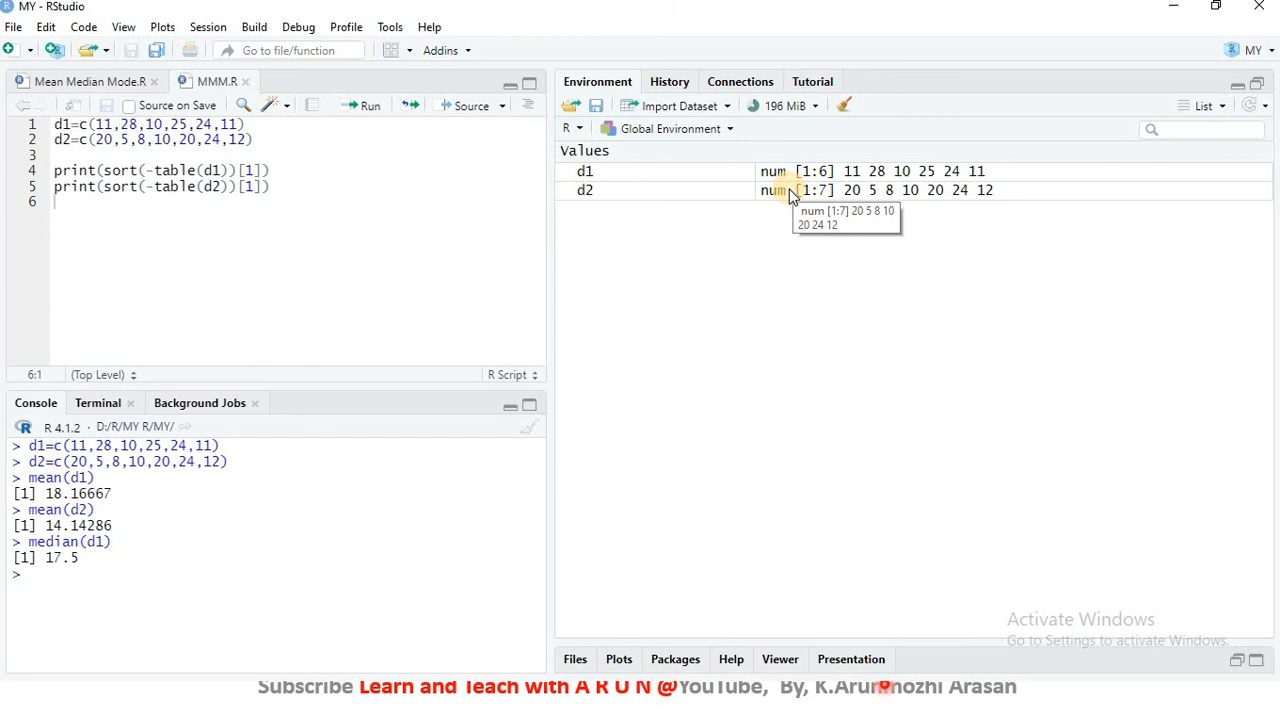 MY - RStudio
File Edit Code View Plots Session Build Debug Profile Tools Help
Go to file/function Addins MY
Mean Median Mode.R MMM.R
Source on Save Run Source
1 d1=c(11,28,10,25,24,11)
2 d2=c(20,5,8,10,20,24,12)
3
4 print(sort(-table(d1))[1])
5 print(sort(-table(d2))[1])
6
6:1 (Top Level) R Script
Console Terminal Background Jobs
R 4.1.2 · D:/R/MY R/MY/
> d1=c(11,28,10,25,24,11)
> d2=c(20,5,8,10,20,24,12)
> mean(d1)
[1] 18.16667
> mean(d2)
[1] 14.14286
> median(d1)
[1] 17.5
>
Environment History Connections Tutorial
Import Dataset 196 MiB List
R Global Environment
Values
d1 num [1:6] 11 28 10 25 24 11
d2 num [1:7] 20 5 8 10 20 24 12
num [1:7] 20 5 8 10
20 24 12
Activate Windows
Go to Settings to activate Windows.
Files Plots Packages Help Viewer Presentation
Subscribe Learn and Teach with A R U N @YouTube, By, K.Arunmozhi Arasan